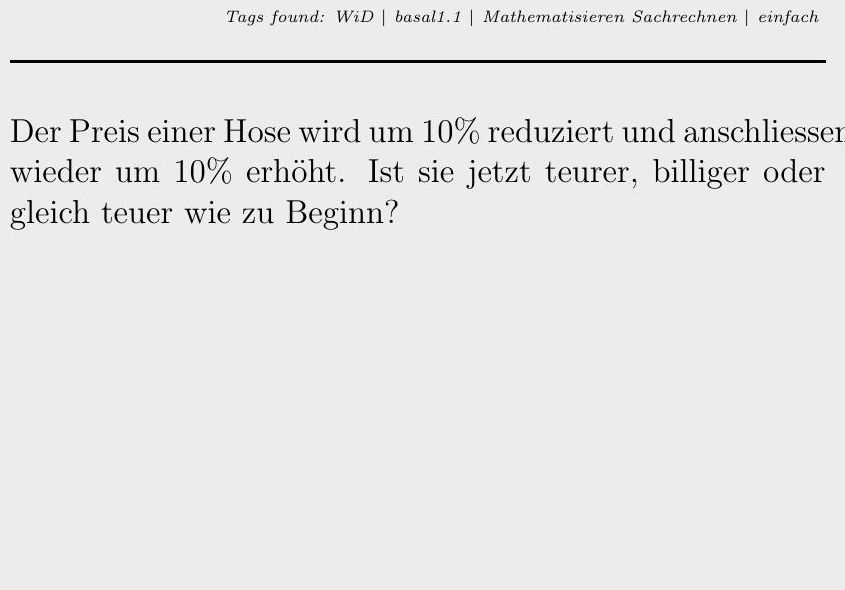 Tags found: WiD | basal1.1 | Mathematisieren Sachrechnen | einfach
Der Preis einer Hose wird um 10% reduziert und anschliessen
wieder um 10% erhöht. Ist sie jetzt teurer, billiger oder
gleich teuer wie zu Beginn?